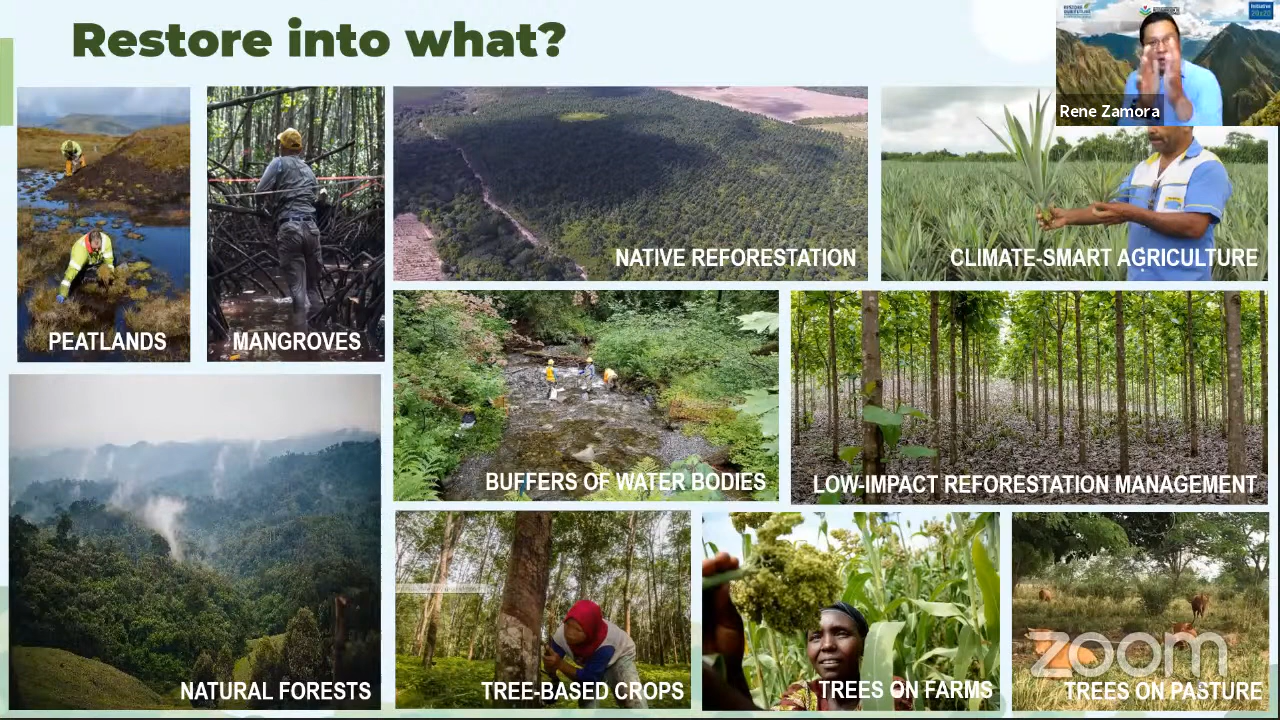 Restore into what?
Rene Zamora
PEATLANDS
MANGROVES
NATIVE REFORESTATION
CLIMATE-SMART AGRICULTURE
BUFFERS OF WATER BODIES
LOW-IMPACT REFORESTATION MANAGEMENT
NATURAL FORESTS
TREE-BASED CROPS
TREES ON FARMS
TREES ON PASTURE
zoom